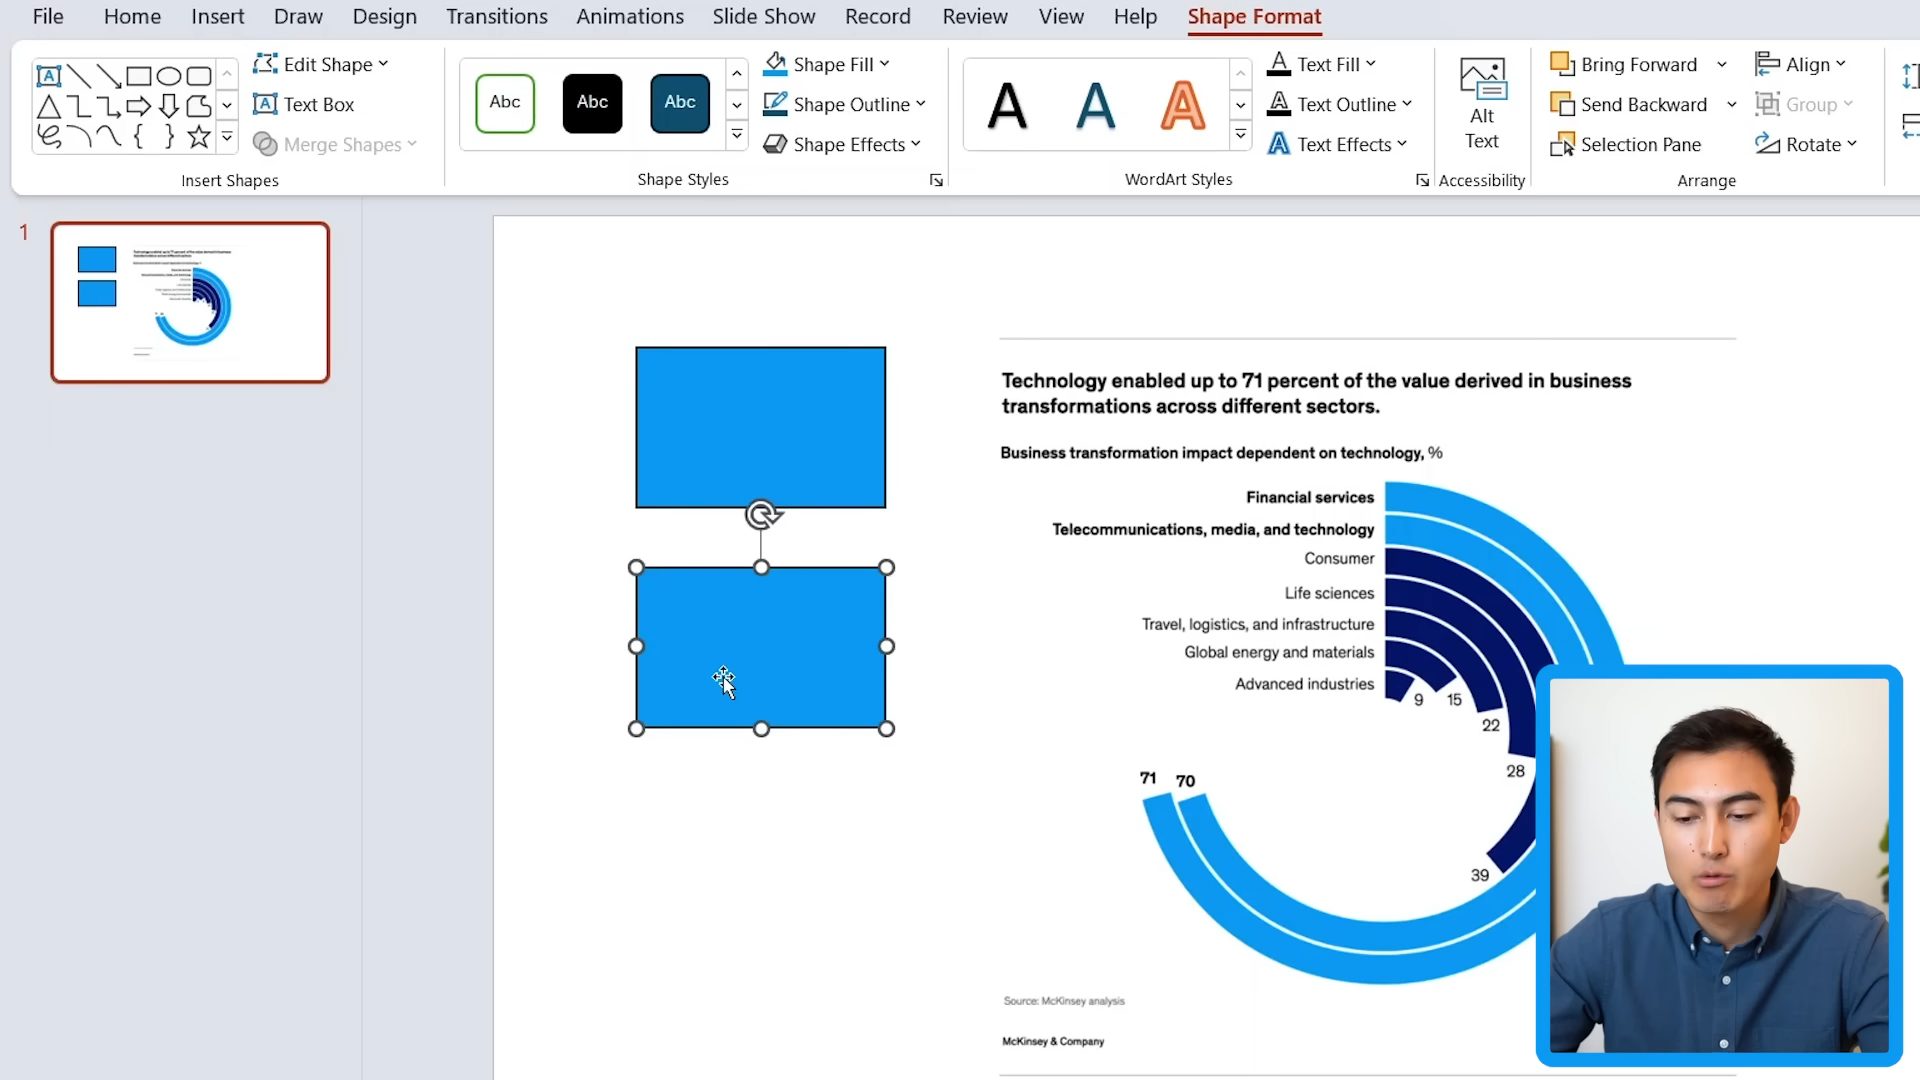 File Home Insert Draw Design Transitions Animations Slide Show Record Review View Help Shape Format
Edit Shape
Text Box
Merge Shapes
Insert Shapes
Abc Abc Abc
Shape Fill
Shape Outline
Shape Effects
Shape Styles
A A A
Text Fill
Text Outline
Text Effects
WordArt Styles
Alt
Text
Accessibility
Bring Forward
Send Backward
Selection Pane
Align
Group
Rotate
Arrange
1
Technology enabled up to 71 percent of the value derived in business
transformations across different sectors.
Business transformation impact dependent on technology, %
Financial services
Telecommunications, media, and technology
Consumer
Life sciences
Travel, logistics, and infrastructure
Global energy and materials
Advanced industries
9
15
22
28
39
71 70
Source: McKinsey analysis
McKinsey & Company